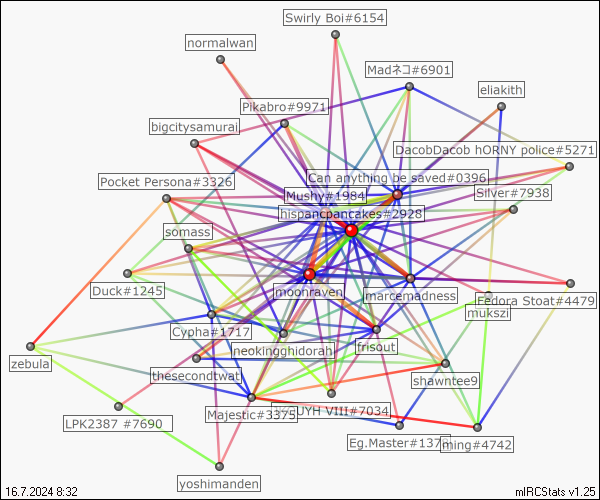 Swirly Boi#6154
normalwan
Madネコ#6901
eliakith
Pikabro#9971
bigcitysamurai
DacobDacob hORNY police#5271
Can anything be saved#0396
Pocket Persona#3326
Mushy#1984
Silver#7938
hispancpancakes#2928
somass
Duck#1245
moonraven
marcemadness
Fedora Stoat#4479
mukszi
Cypha#1717
neokingghidorah
frisout
zebula
thesecondtwat
shawntee9
Majestic#3375
UYH VIII#7034
LPK2387 #7690
Eg.Master#137
ming#4742
yoshimanden
16.7.2024 8:32
mIRCStats v1.25